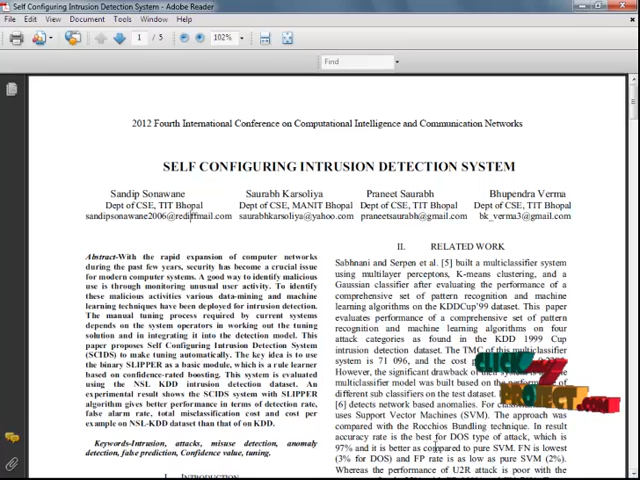 Self Configuring Intrusion Detection System - Adobe Reader
File Edit View Document Tools Window Help
1 / 5 102% Find
2012 Fourth International Conference on Computational Intelligence and Communication Networks
SELF CONFIGURING INTRUSION DETECTION SYSTEM
Sandip Sonawane Saurabh Karsoliya Praneet Saurabh Bhupendra Verma
Dept of CSE, TIT Bhopal Dept of CSE, MANIT Bhopal Dept of CSE, TIT Bhopal Dept of CSE, TIT Bhopal
sandipsonawane2006@rediffmail.com saurabhkarsoliya@yahoo.com praneetsaurabh@gmail.com bk_verma3@gmail.com
Abstract-With the rapid expansion of computer networks
during the past few years, security has become a crucial issue
for modern computer systems. A good way to identify malicious
use is through monitoring unusual user activity. To identify
these malicious activities various data-mining and machine
learning techniques have been deployed for intrusion detection.
The manual tuning process required by current systems
depends on the system operators in working out the tuning
solution and in integrating it into the detection model. This
paper proposes Self Configuring Intrusion Detection System
(SCIDS) to make tuning automatically. The key idea is to use
the binary SLIPPER as a basic module, which is a rule learner
based on confidence-rated boosting. This system is evaluated
using the NSL KDD intrusion detection dataset. An
experimental result shows the SCIDS system with SLIPPER
algorithm gives better performance in terms of detection rate,
false alarm rate, total misclassification cost and cost per
example on NSL-KDD dataset than that of on KDD.
Keywords-Intrusion, attacks, misuse detection, anomaly
detection, false prediction, Confidence value, tuning.
I. INTRODUCTION
II. RELATED WORK
Sabhnani and Serpen et al. [5] built a multiclassifier system
using multilayer perceptrons, K-means clustering, and a
Gaussian classifier after evaluating the performance of a
comprehensive set of pattern recognition and machine
learning algorithms on the KDDCup'99 dataset. This paper
evaluates performance of a comprehensive set of pattern
recognition and machine learning algorithms on four
attack categories as found in the KDD 1999 Cup
intrusion detection dataset. The TMC of this multiclassifier
system is 71 096, and the cost p
However, the significant drawback of their system is
multiclassifier model was built based on the performance of
different sub classifiers on the test dataset.
[6] detects network based anomalies. For
uses Support Vector Machines (SVM). The approach was
compared with the Rocchios Bundling technique. In result
accuracy rate is the best for DOS type of attack, which is
97% and it is better as compared to pure SVM. FN is lowest
(3% for DOS) and FP rate is as low as pure SVM (2%).
Whereas the performance of U2R attack is poor with the
CLICK
PROJECT.COM